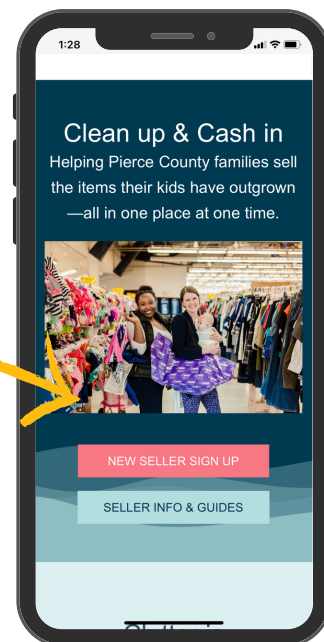 1:28
Clean up & Cash in
Helping Pierce County families sell
the items their kids have outgrown
—all in one place at one time.
NEW SELLER SIGN UP
SELLER INFO & GUIDES